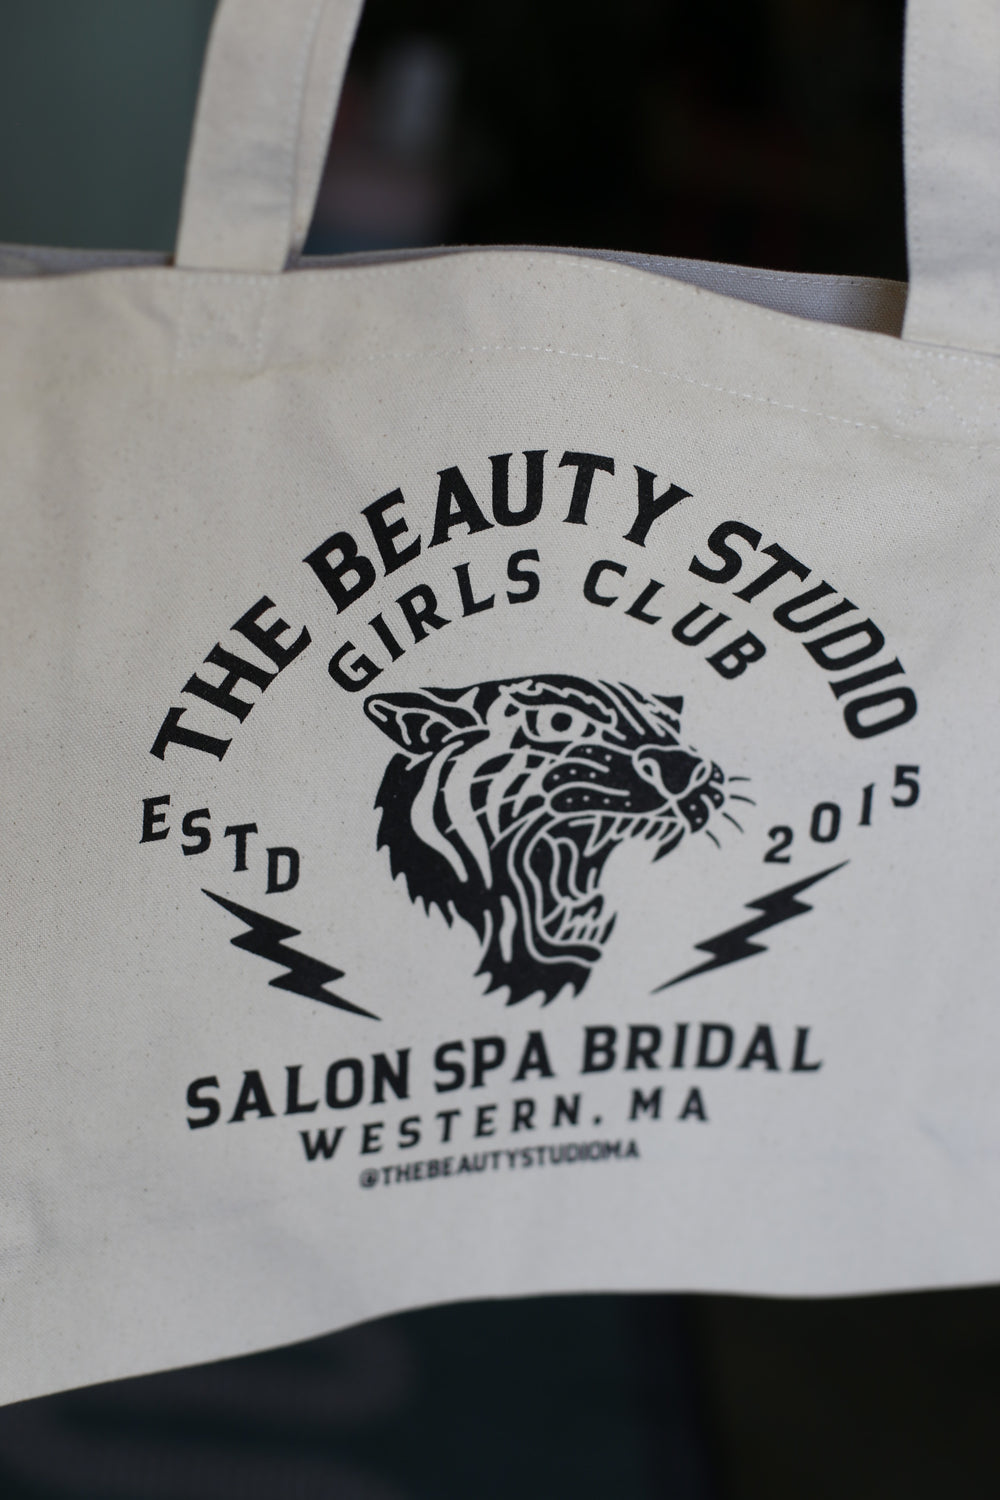 THE BEAUTY STUDIO
GIRLS CLUB
ESTD 2015
SALON SPA BRIDAL
WESTERN. MA
@THEBEAUTYSTUDIOMA